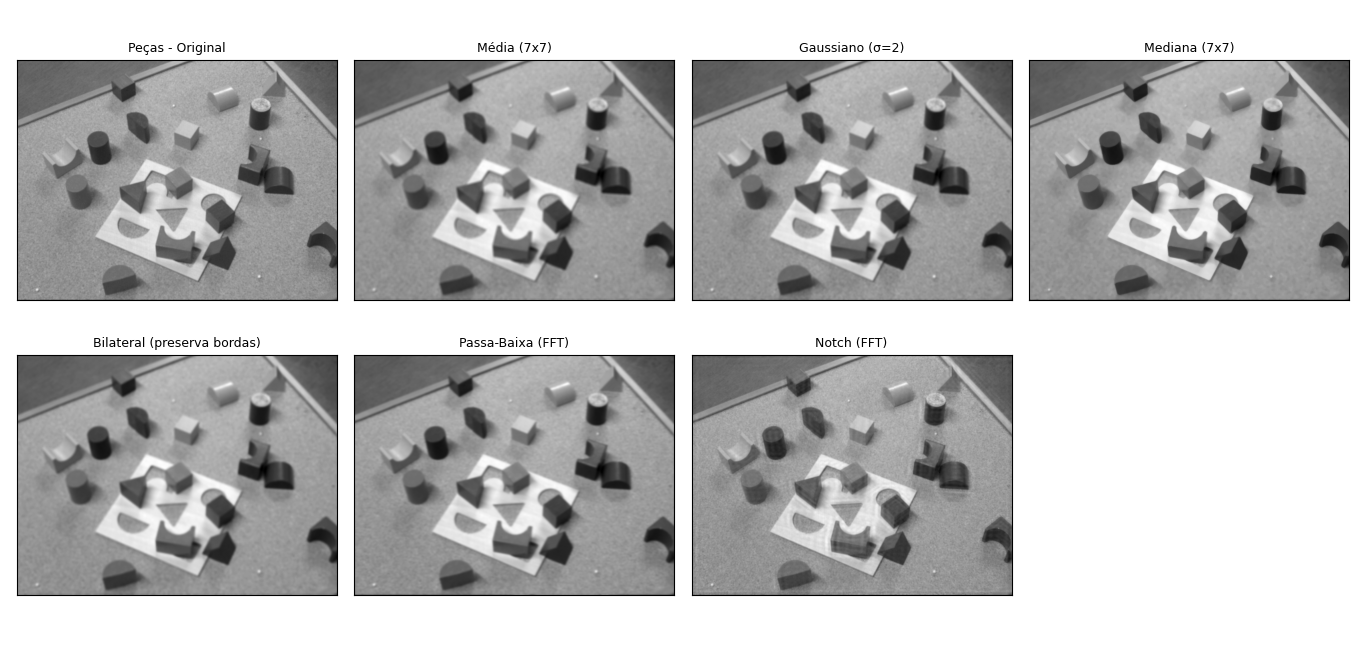 Peças - Original
Média (7x7)
Gaussiano (σ=2)
Mediana (7x7)
Bilateral (preserva bordas)
Passa-Baixa (FFT)
Notch (FFT)